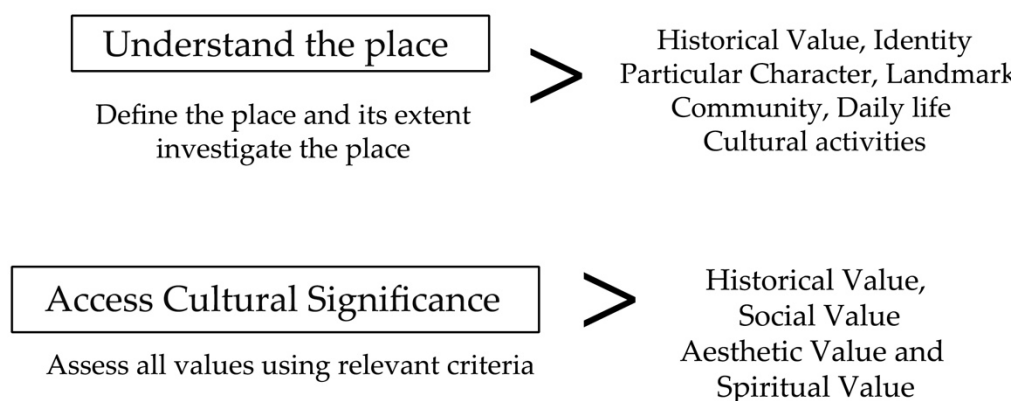 Understand the place
Define the place and its extent
investigate the place
>
Historical Value, Identity
Particular Character, Landmark
Community, Daily life
Cultural activities
Access Cultural Significance
Assess all values using relevant criteria
>
Historical Value,
Social Value
Aesthetic Value and
Spiritual Value